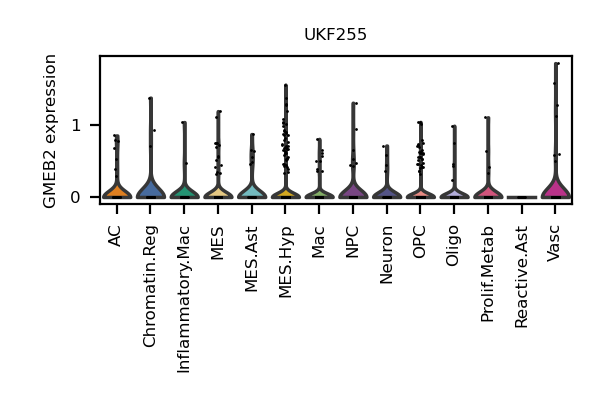 UKF255
GMEB2 expression
1
0
AC
Chromatin.Reg
Inflammatory.Mac
MES
MES.Ast
MES.Hyp
Mac
NPC
Neuron
OPC
Oligo
Prolif.Metab
Reactive.Ast
Vasc